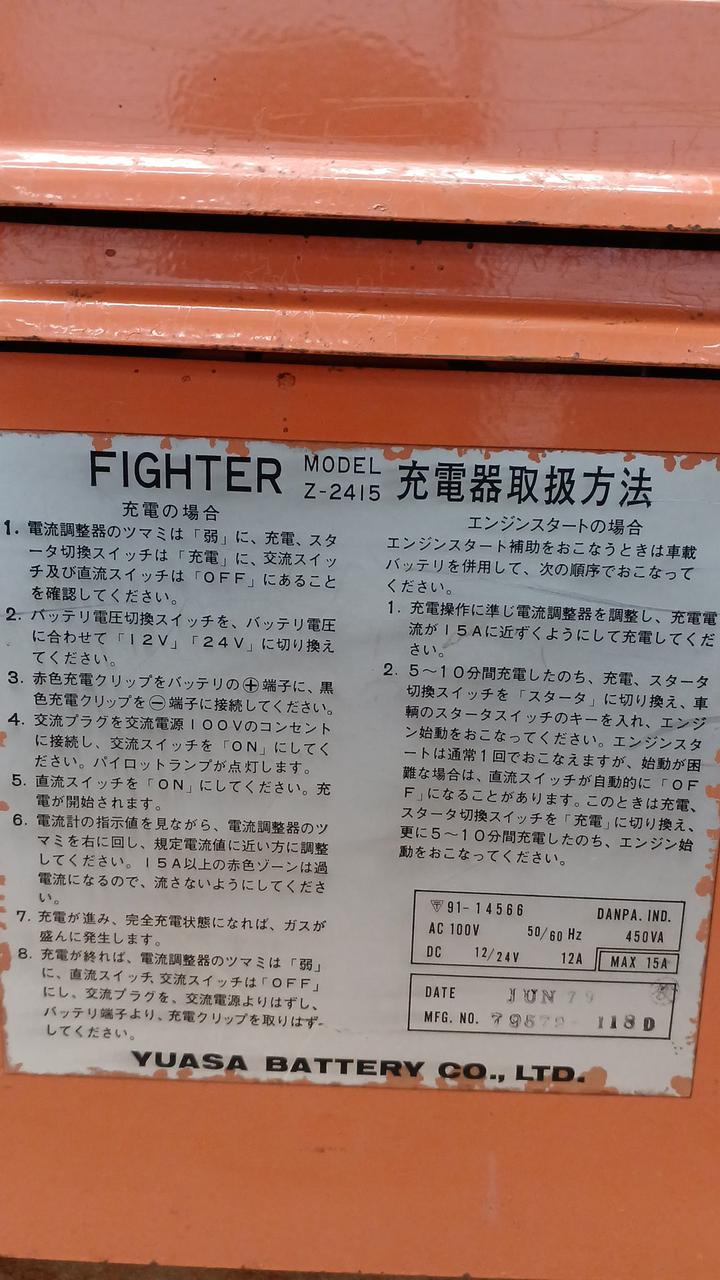 FIGHTER MODEL Z-2415 充電器取扱方法
充電の場合
1. 電流調整器のツマミは「弱」に、充電、スタ
ータ切換スイッチは「充電」に、交流スイッ
チ及び直流スイッチは「OFF」にあること
を確認してください。
2. バッテリ電圧切換スイッチを、バッテリ電圧
に合わせて「12V」「24V」に切り換え
てください。
3. 赤色充電クリップをバッテリの⊕端子に、黒
色充電クリップを⊖端子に接続してください。
4. 交流プラグを交流電源100Vのコンセント
に接続し、交流スイッチを「ON」にしてく
ださい。パイロットランプが点灯します。
5. 直流スイッチを「ON」にしてください。充
電が開始されます。
6. 電流計の指示値を見ながら、電流調整器のツ
マミを右に回し、規定電流値に近い方に調整
してください。15A以上の赤色ゾーンは過
電流になるので、流さないようにしてくださ
い。
7. 充電が進み、完全充電状態になれば、ガスが
盛んに発生します。
8. 充電が終れば、電流調整器のツマミは「弱」
に、直流スイッチ、交流スイッチは「OFF」
にし、交流プラグを、交流電源よりはずし、
バッテリ端子より、充電クリップを取りはず
してください。
エンジンスタートの場合
エンジンスタート補助をおこなうときは車載
バッテリを併用して、次の順序でおこなって
ください。
1. 充電操作に準じ電流調整器を調整し、充電電
流が15Aに近ずくようにして充電してくだ
さい。
2. 5〜10分間充電したのち、充電、スタータ
切換スイッチを「スタータ」に切り換え、車
輌のスタータスイッチのキーを入れ、エンジ
ン始動をおこなってください。エンジンスタ
ートは通常1回でおこなえますが、始動が困
難な場合は、直流スイッチが自動的に「OF
F」になることがあります。このときは充電、
スタータ切換スイッチを「充電」に切換え、
更に5〜10分間充電したのち、エンジン始
動をおこなってください。
91-14566 DANPA. IND.
AC 100V 50/60 Hz 450VA
DC 12/24V 12A MAX 15A
DATE JUN 79
MFG. NO. 79579- 118D
YUASA BATTERY CO., LTD.